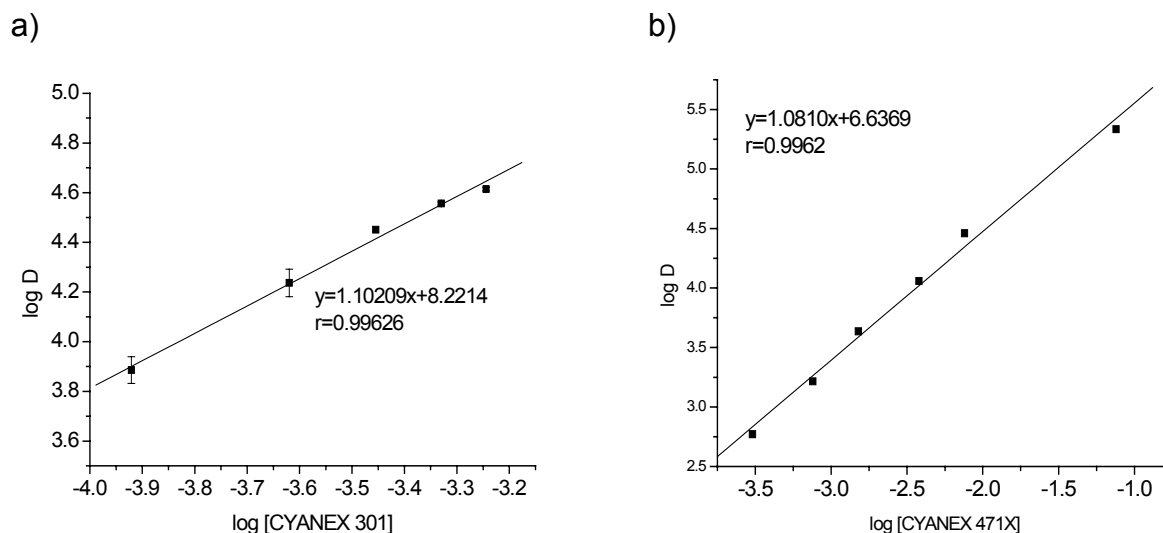 a)
5.0
4.8
4.6
4.4
4.2
4.0
3.8
3.6
log D
y=1.10209x+8.2214
r=0.99626
-4.0 -3.9 -3.8 -3.7 -3.6 -3.5 -3.4 -3.3 -3.2
log [CYANEX 301]
b)
5.5
5.0
4.5
4.0
3.5
3.0
2.5
log D
y=1.0810x+6.6369
r=0.9962
-3.5 -3.0 -2.5 -2.0 -1.5 -1.0
log [CYANEX 471X]